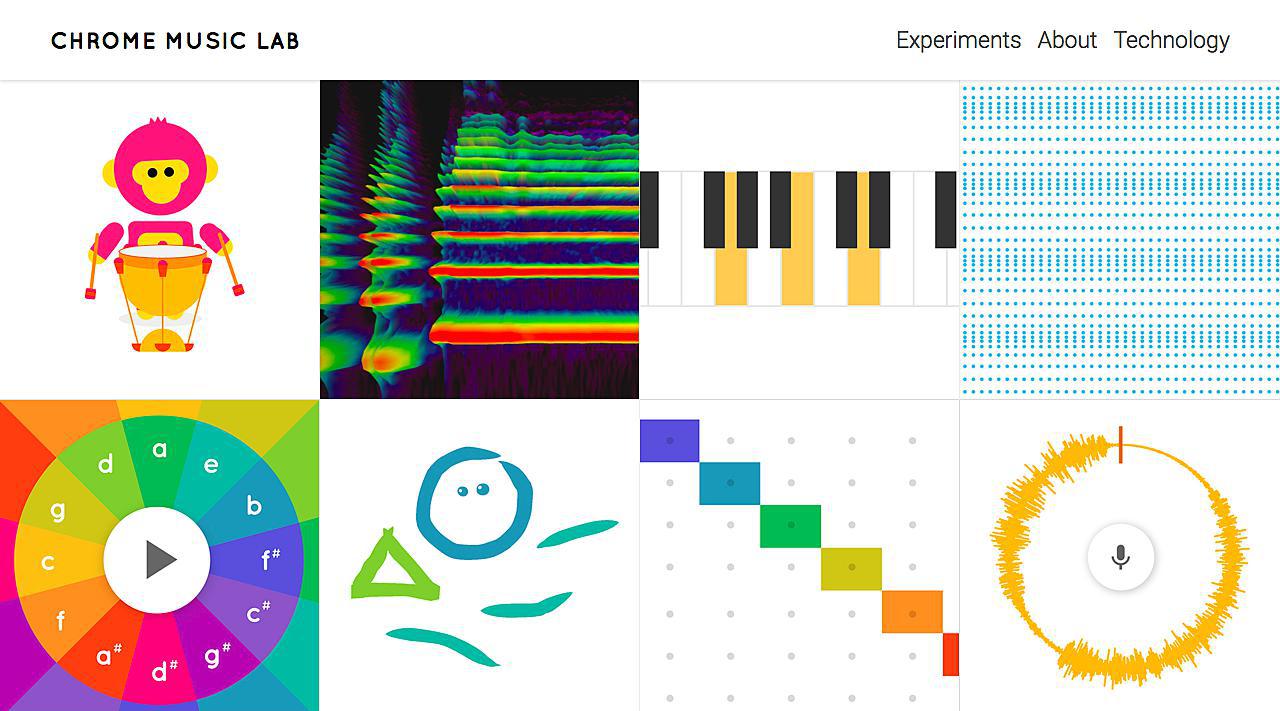 CHROME MUSIC LAB
Experiments About Technology
a
e
b
f#
c#
g#
d#
a#
f
c
g
d